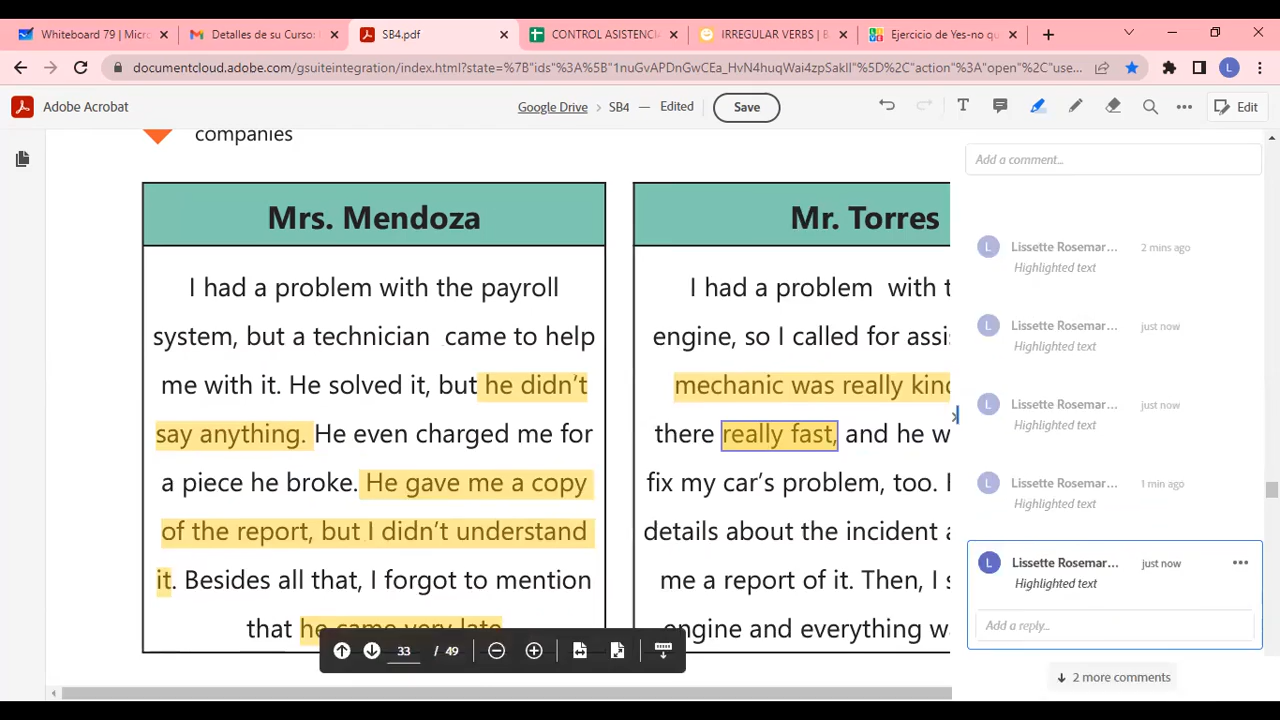 Whiteboard 79 | Micro
Detalles de su Curso:
SB4.pdf
CONTROL ASISTENCI
IRREGULAR VERBS | B
Ejercicio de Yes-no qu
documentcloud.adobe.com/gsuiteintegration/index.html?state=%7B"ids"%3A%5B"1nuGvAPDnGwCEa_HvN4huqWai4zpSaklI"%5D%2C"action"%3A"open"%2C"use...
L
Adobe Acrobat
Google Drive > SB4 — Edited
Save
Edit
companies
Mrs. Mendoza
I had a problem with the payroll
system, but a technician came to help
me with it. He solved it, but he didn't
say anything. He even charged me for
a piece he broke. He gave me a copy
of the report, but I didn't understand
it. Besides all that, I forgot to mention
that he came very late
Mr. Torres
I had a problem with t
engine, so I called for assi
mechanic was really kind
there really fast, and he w
fix my car's problem, too.
details about the incident a
me a report of it. Then, I s
engine and everything wa
33 / 49
Add a comment...
L Lissette Rosemar... 2 mins ago
Highlighted text
L Lissette Rosemar... just now
Highlighted text
L Lissette Rosemar... just now
Highlighted text
L Lissette Rosemar... 1 min ago
Highlighted text
L Lissette Rosemar... just now
Highlighted text
Add a reply...
2 more comments